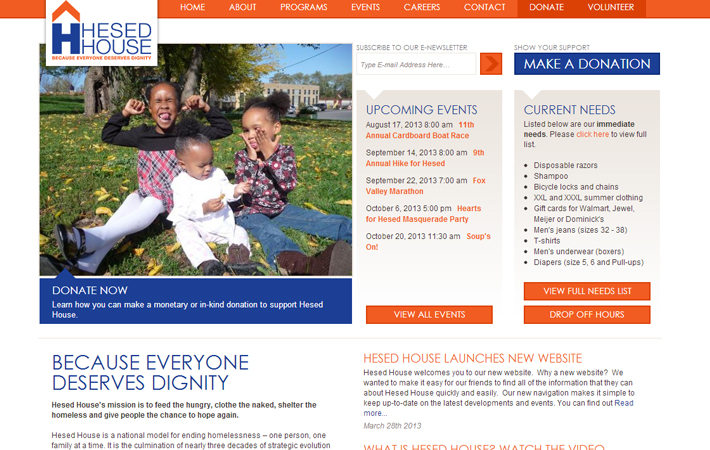 HOME ABOUT PROGRAMS EVENTS CAREERS CONTACT DONATE VOLUNTEER
HESED
HOUSE
BECAUSE EVERYONE DESERVES DIGNITY
SUBSCRIBE TO OUR E-NEWSLETTER
Type E-mail Address Here...
SHOW YOUR SUPPORT
MAKE A DONATION
UPCOMING EVENTS
August 17, 2013 8:00 am 11th
Annual Cardboard Boat Race
September 14, 2013 8:00 am 9th
Annual Hike for Hesed
September 22, 2013 7:00 am Fox
Valley Marathon
October 6, 2013 5:00 pm Hearts
for Hesed Masquerade Party
October 20, 2013 11:30 am Soup's
On!
VIEW ALL EVENTS
CURRENT NEEDS
Listed below are our immediate
needs. Please click here to view full
list.
• Disposable razors
• Shampoo
• Bicycle locks and chains
• XXL and XXXL summer clothing
• Gift cards for Walmart, Jewel,
Meijer or Dominick's
• Men's jeans (sizes 32 - 38)
• T-shirts
• Men's underwear (boxers)
• Diapers (size 5, 6 and Pull-ups)
VIEW FULL NEEDS LIST
DROP OFF HOURS
DONATE NOW
Learn how you can make a monetary or in-kind donation to support Hesed
House.
BECAUSE EVERYONE
DESERVES DIGNITY
Hesed House's mission is to feed the hungry, clothe the naked, shelter the
homeless and give people the chance to hope again.
Hesed House is a national model for ending homelessness – one person, one
family at a time. It is the culmination of nearly three decades of strategic evolution
HESED HOUSE LAUNCHES NEW WEBSITE
Hesed House welcomes you to our new website. Why a new website? We
wanted to make it easy for our friends to find all of the information that they can
about Hesed House quickly and easily. Our new navigation makes it simple to
keep up-to-date on the latest developments and events. You can find out Read
more...
March 28th 2013
WHAT IS HESED HOUSE? WATCH THE VIDEO